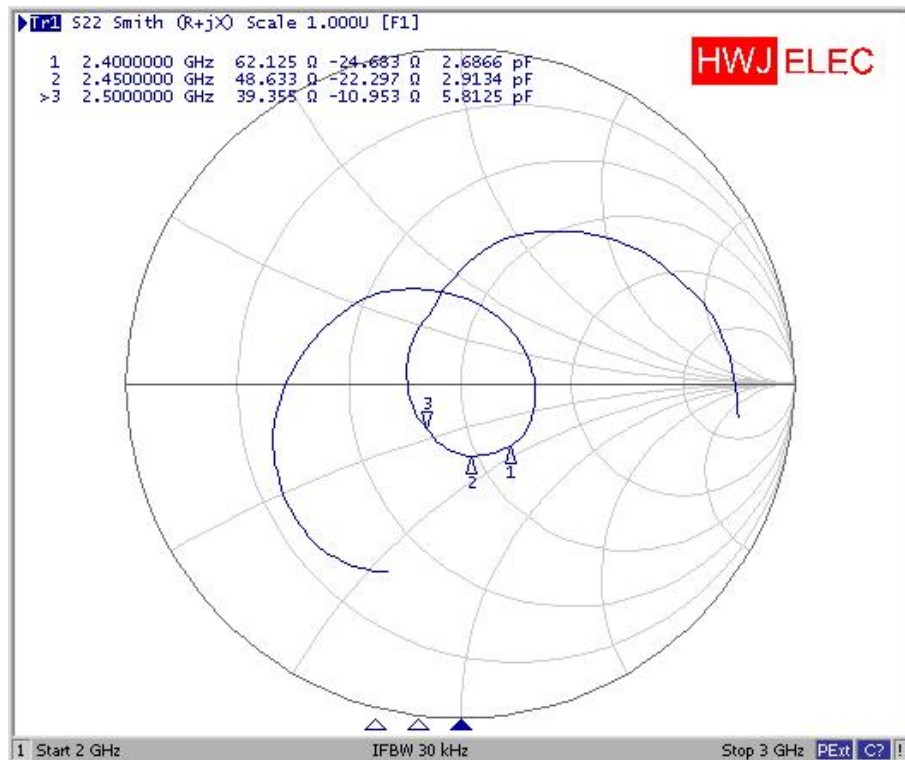 Tr1 S22 Smith (R+jX) Scale 1.000U [F1]
1 2.4000000 GHz 62.125 Ω -24.683 Ω 2.6866 pF
2 2.4500000 GHz 48.633 Ω -22.297 Ω 2.9134 pF
>3 2.5000000 GHz 39.355 Ω -10.953 Ω 5.8125 pF
HWJ ELEC
3
2
1
1 Start 2 GHz IFBW 30 kHz Stop 3 GHz PExt C? !